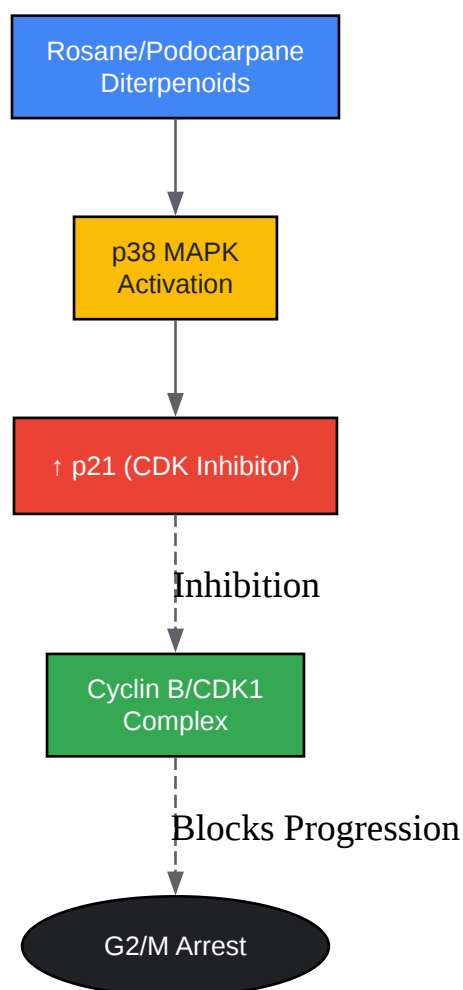 Rosane/Podocarpane
Diterpenoids
p38 MAPK
Activation
↑ p21 (CDK Inhibitor)
Inhibition
Cyclin B/CDK1
Complex
Blocks Progression
G2/M Arrest